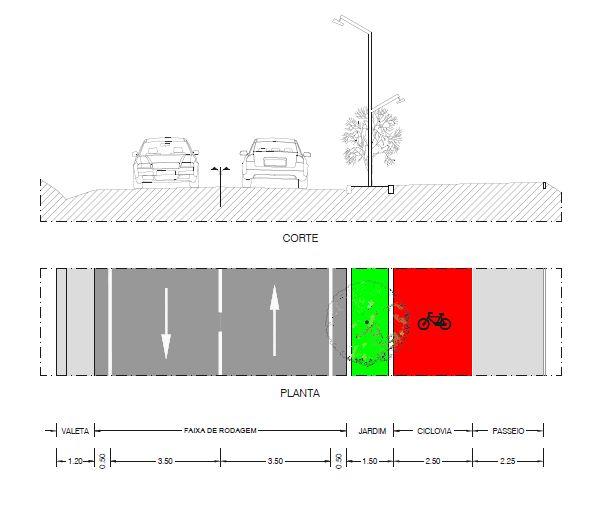 CORTE
PLANTA
VALETA FAIXA DE RODAGEM JARDIM CICLOVIA PASSEIO
1.20 0.50 3.50 3.50 0.50 1.50 2.50 2.25